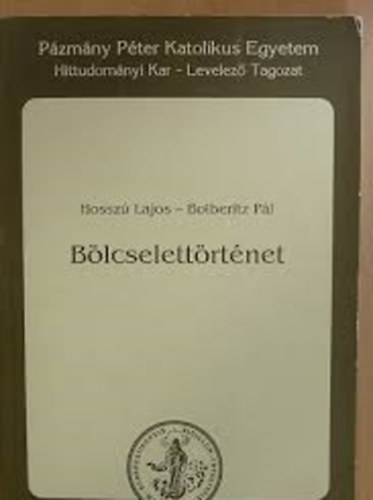 Pázmány Péter Katolikus Egyetem
Hittudományi Kar - Levelező Tagozat
Hosszú Lajos - Bolberitz Pál
Bölcselettörténet